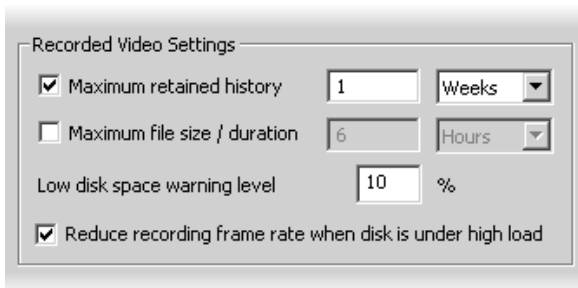 Recorded Video Settings
Maximum retained history 1 Weeks
Maximum file size / duration 6 Hours
Low disk space warning level 10 %
Reduce recording frame rate when disk is under high load